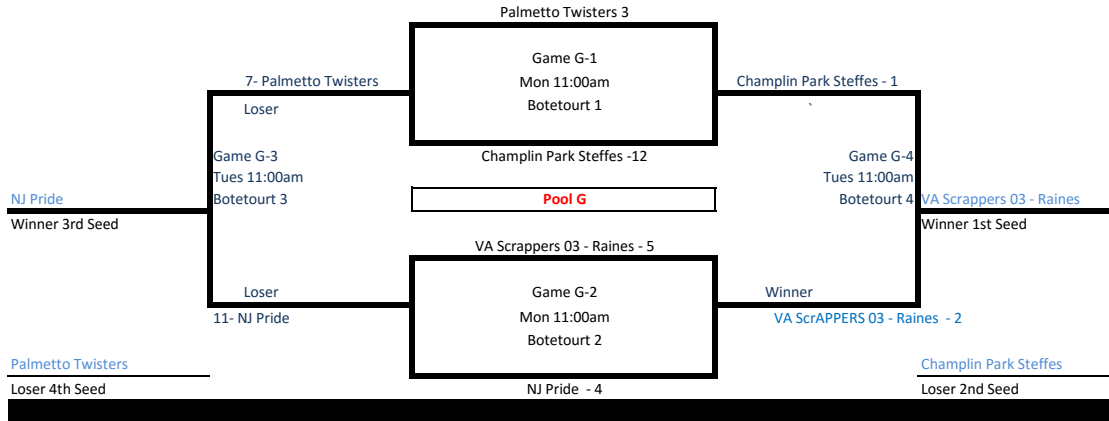 Palmetto Twisters 3
Game G-1
Mon 11:00am
Botetourt 1
7- Palmetto Twisters
Champlin Park Steffes - 1
Loser
`
Champlin Park Steffes -12
Game G-3
Tues 11:00am
Botetourt 3
Game G-4
Tues 11:00am
Botetourt 4
NJ Pride
Winner 3rd Seed
Pool G
VA Scrappers 03 - Raines
Winner 1st Seed
VA Scrappers 03 - Raines - 5
Game G-2
Mon 11:00am
Botetourt 2
Loser
11- NJ Pride
Winner
VA ScrAPPERS 03 - Raines - 2
Palmetto Twisters
Loser 4th Seed
NJ Pride - 4
Champlin Park Steffes
Loser 2nd Seed